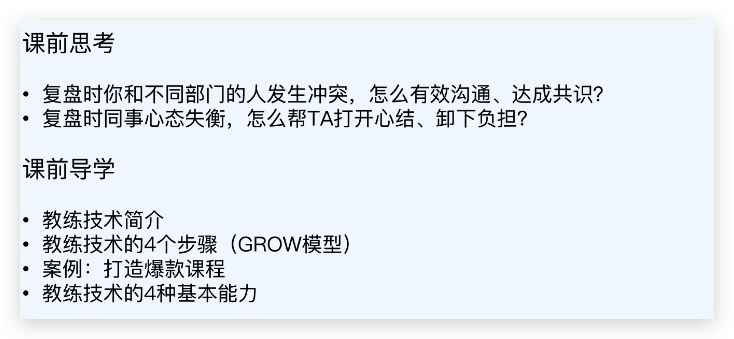 课前思考
• 复盘时你和不同部门的人发生冲突，怎么有效沟通、达成共识？
• 复盘时同事心态失衡，怎么帮TA打开心结、卸下负担？
课前导学
• 教练技术简介
• 教练技术的4个步骤（GROW模型）
• 案例：打造爆款课程
• 教练技术的4种基本能力